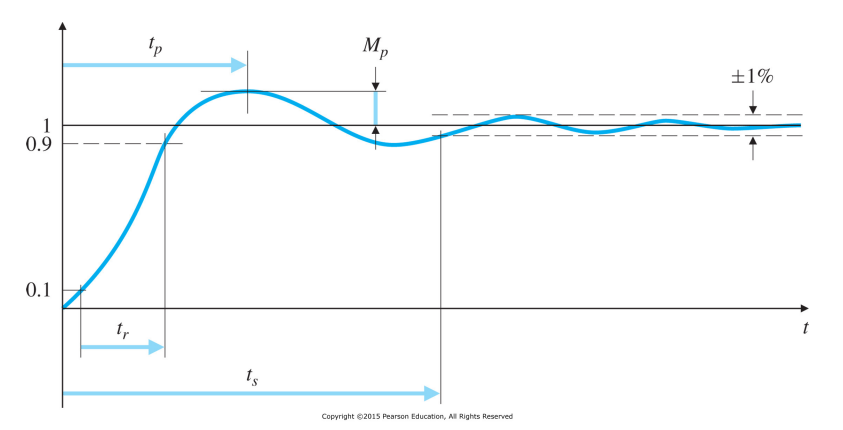 t_p
M_p
±1%
1
0.9
0.1
t_r
t
t_s
Copyright ©2015 Pearson Education, All Rights Reserved